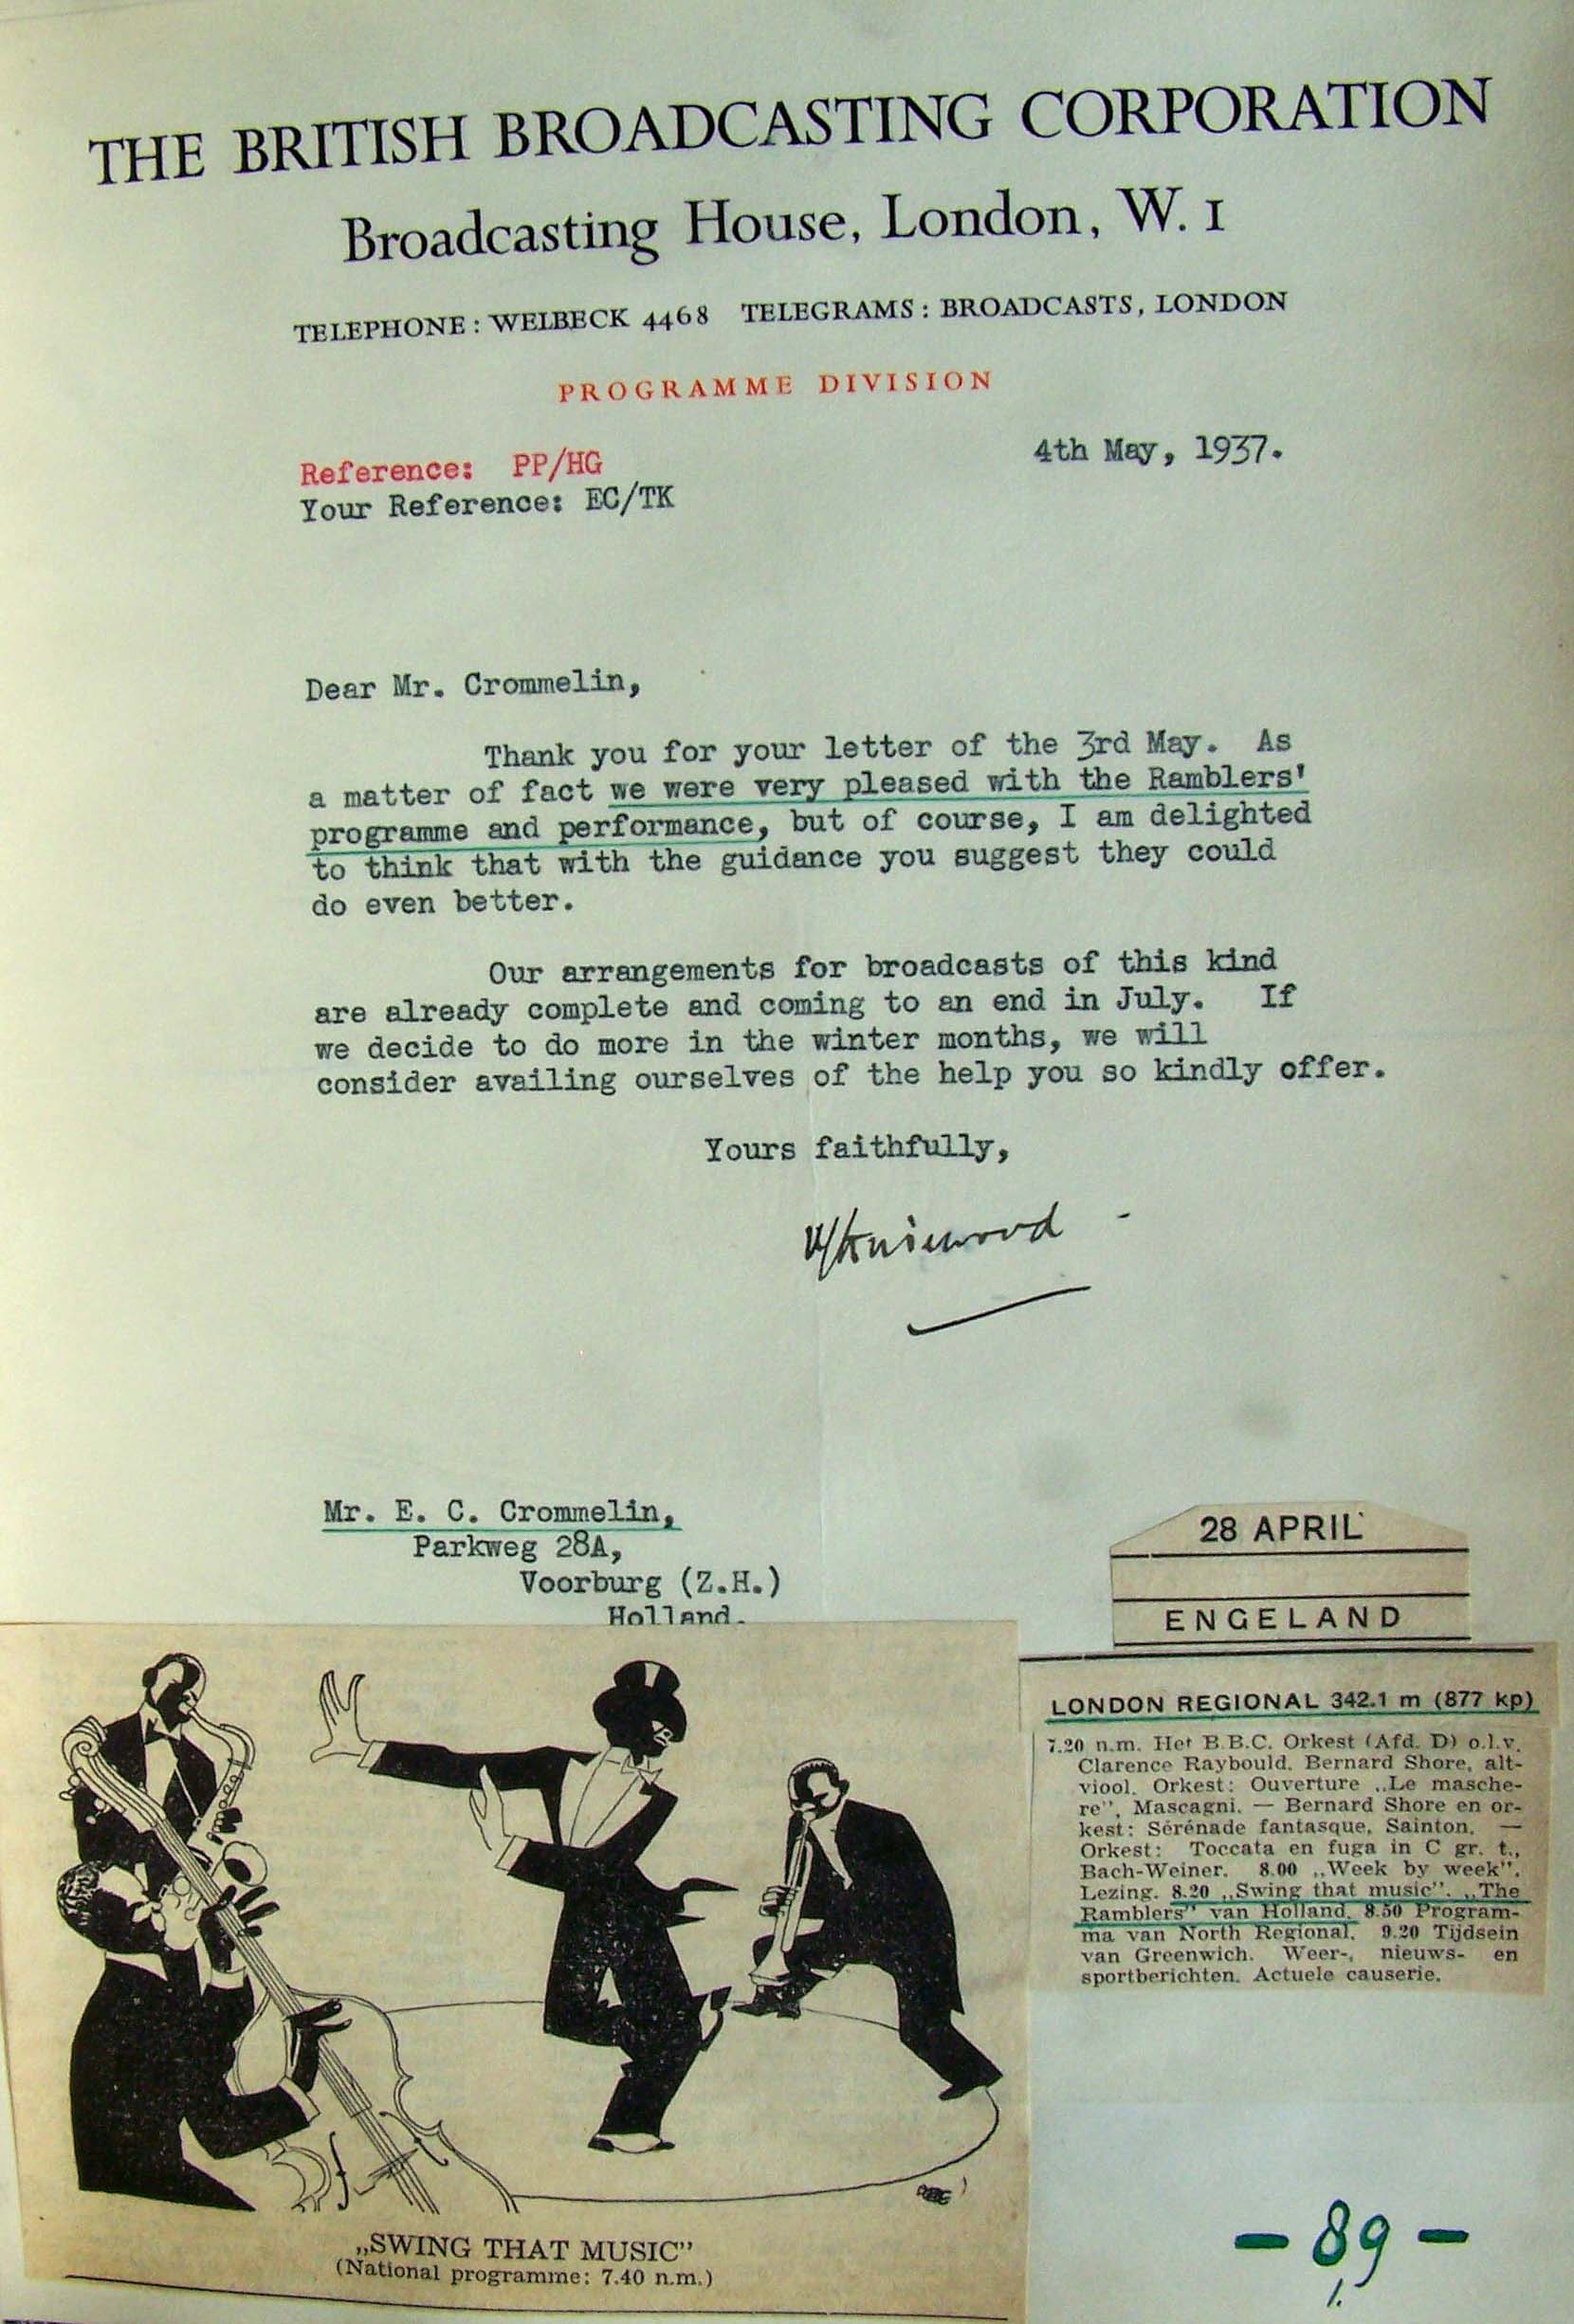 THE BRITISH BROADCASTING CORPORATION
Broadcasting House, London, W. 1
TELEPHONE: WELBECK 4468 TELEGRAMS: BROADCASTS, LONDON
PROGRAMME DIVISION
4th May, 1937.
Reference: PP/HG
Your Reference: EC/TK
Dear Mr. Crommelin,
Thank you for your letter of the 3rd May. As
a matter of fact we were very pleased with the Ramblers'
programme and performance, but of course, I am delighted
to think that with the guidance you suggest they could
do even better.
Our arrangements for broadcasts of this kind
are already complete and coming to an end in July. If
we decide to do more in the winter months, we will
consider availing ourselves of the help you so kindly offer.
Yours faithfully,
Mr. E. C. Crommelin,
Parkweg 28A,
Voorburg (Z.H.)
Holland.
28 APRIL
ENGELAND
LONDON REGIONAL 342.1 m (877 kp)
7.20 n.m. Het B.B.C. Orkest (Afd. D) o.l.v.
Clarence Raybould. Bernard Shore, alt-
viool. Orkest: Ouverture „Le masche-
re", Mascagni. — Bernard Shore en or-
kest: Sérénade fantasque, Sainton. —
Orkest: Toccata en fuga in C gr. t.,
Bach-Weiner. 8.00 „Week by week".
Lezing. 8.20 „Swing that music". „The
Ramblers" van Holland. 8.50 Program-
ma van North Regional. 9.20 Tijdsein
van Greenwich. Weer-, nieuws- en
sportberichten. Actuele causerie.
„SWING THAT MUSIC"
(National programme: 7.40 n.m.)
- 89 -
1.